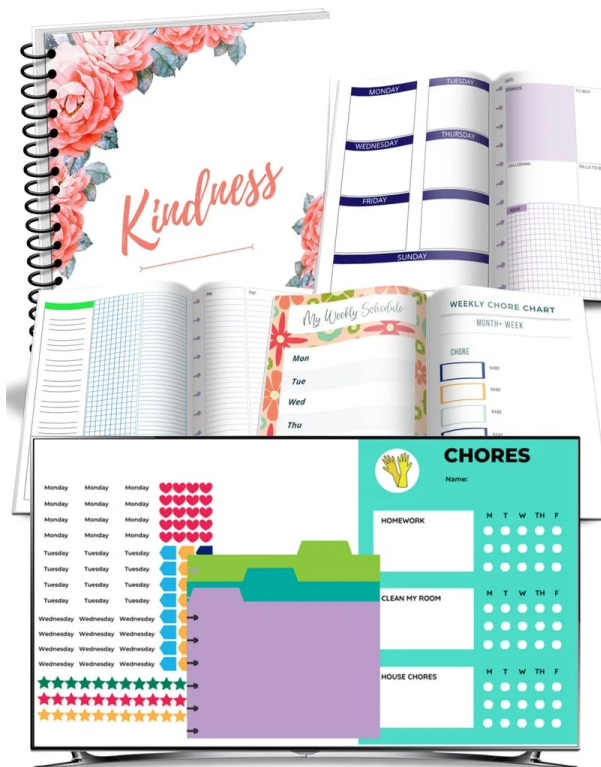 Kindness
MONDAY
TUESDAY
WEDNESDAY
THURSDAY
FRIDAY
SUNDAY
DATE:
TO BUY:
CALL/EMAIL
My Weekly Schedule
Mon
Tue
Wed
Thu
WEEKLY CHORE CHART
MONTH• WEEK
CHORE
NAME
NAME
NAME
NAME
Monday Monday Monday
Monday Monday Monday
Monday Monday Monday
Monday Monday Monday
Tuesday Tuesday Tuesday
Tuesday Tuesday Tuesday
Tuesday Tuesday Tuesday
Tuesday Tuesday Tuesday
Wednesday Wednesday Wednesday
Wednesday Wednesday Wednesday
Wednesday Wednesday Wednesday
Wednesday Wednesday Wednesday
CHORES
Name:
HOMEWORK
M T W TH F
CLEAN MY ROOM
M T W TH F
HOUSE CHORES
M T W TH F